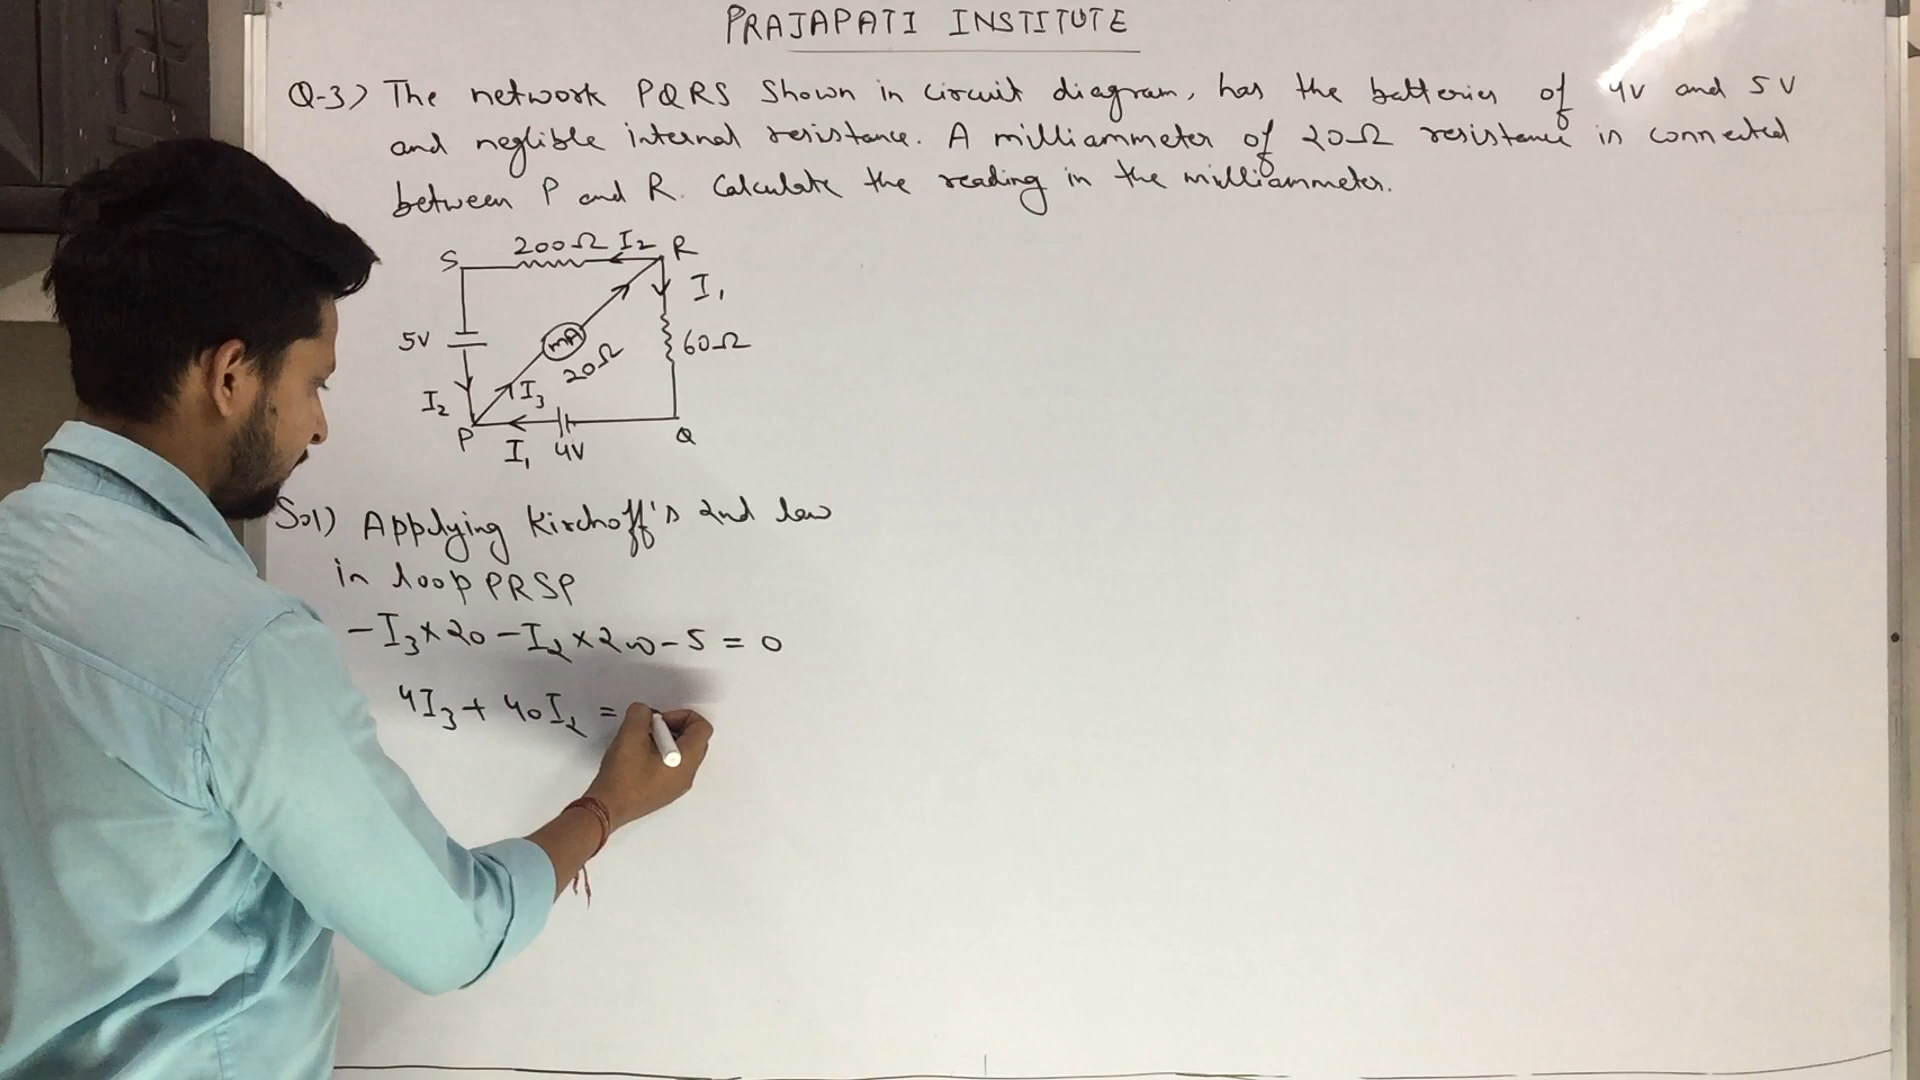 PRAJAPATI INSTITUTE
Q-3) The network PQRS Shown in circuit diagram, has the batteries of 4V and 5V
and neglible internal resistance. A milliammeter of 20Ω resistance is connected
between P and R. Calculate the reading in the milliammeter.
S 200Ω I₂ R
I₁
5V mA 20Ω 60Ω
I₂ I₃
P I₁ 4V Q
Sol) Applying Kirchoff's 2nd law
in loop PRSP
-I₃×20 -I₂×200-5 = 0
4I₃ + 40I₂ =